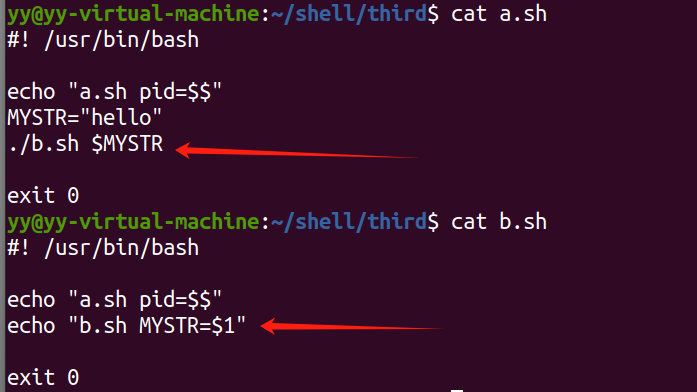 yy@yy-virtual-machine:~/shell/third$ cat a.sh
#! /usr/bin/bash
echo "a.sh pid=$$"
MYSTR="hello"
./b.sh $MYSTR
exit 0
yy@yy-virtual-machine:~/shell/third$ cat b.sh
#! /usr/bin/bash
echo "a.sh pid=$$"
echo "b.sh MYSTR=$1"
exit 0